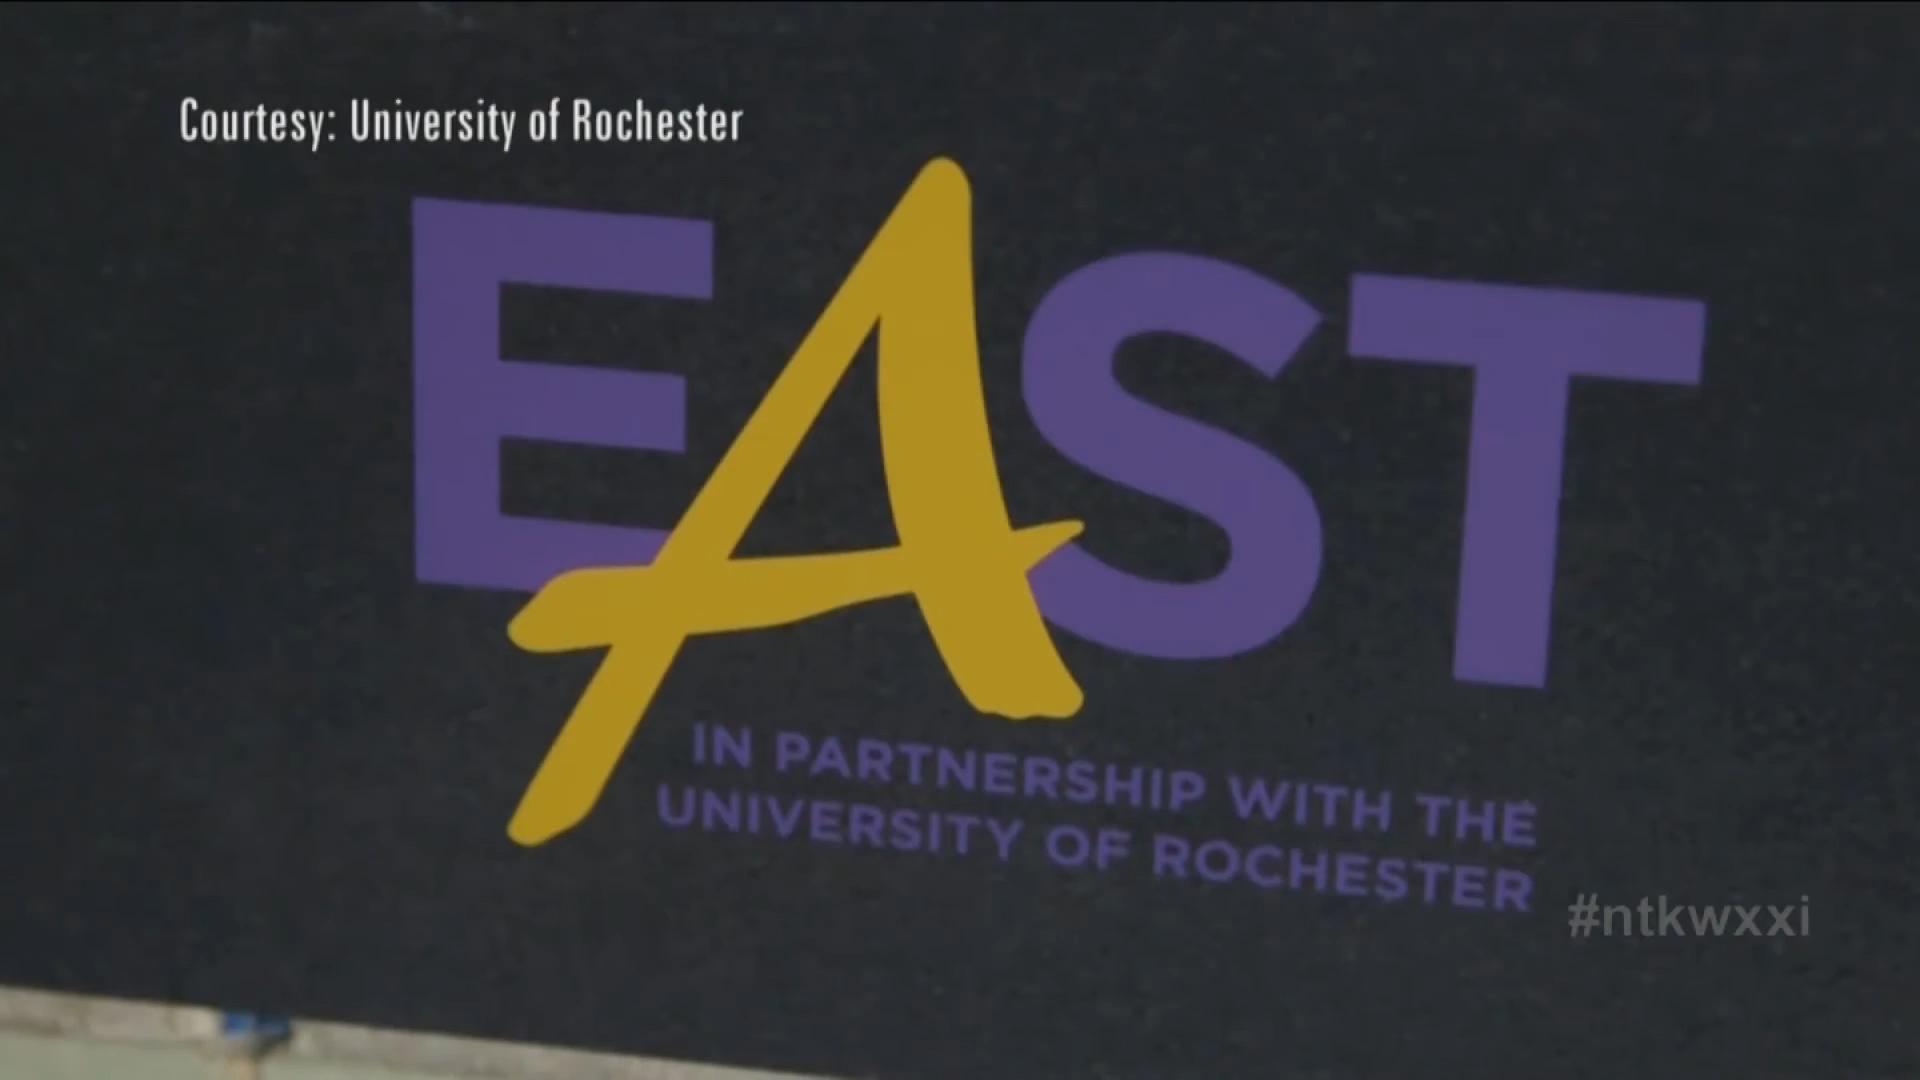 Courtesy: University of Rochester
EAST
IN PARTNERSHIP WITH THE
UNIVERSITY OF ROCHESTER
#ntkwxxi